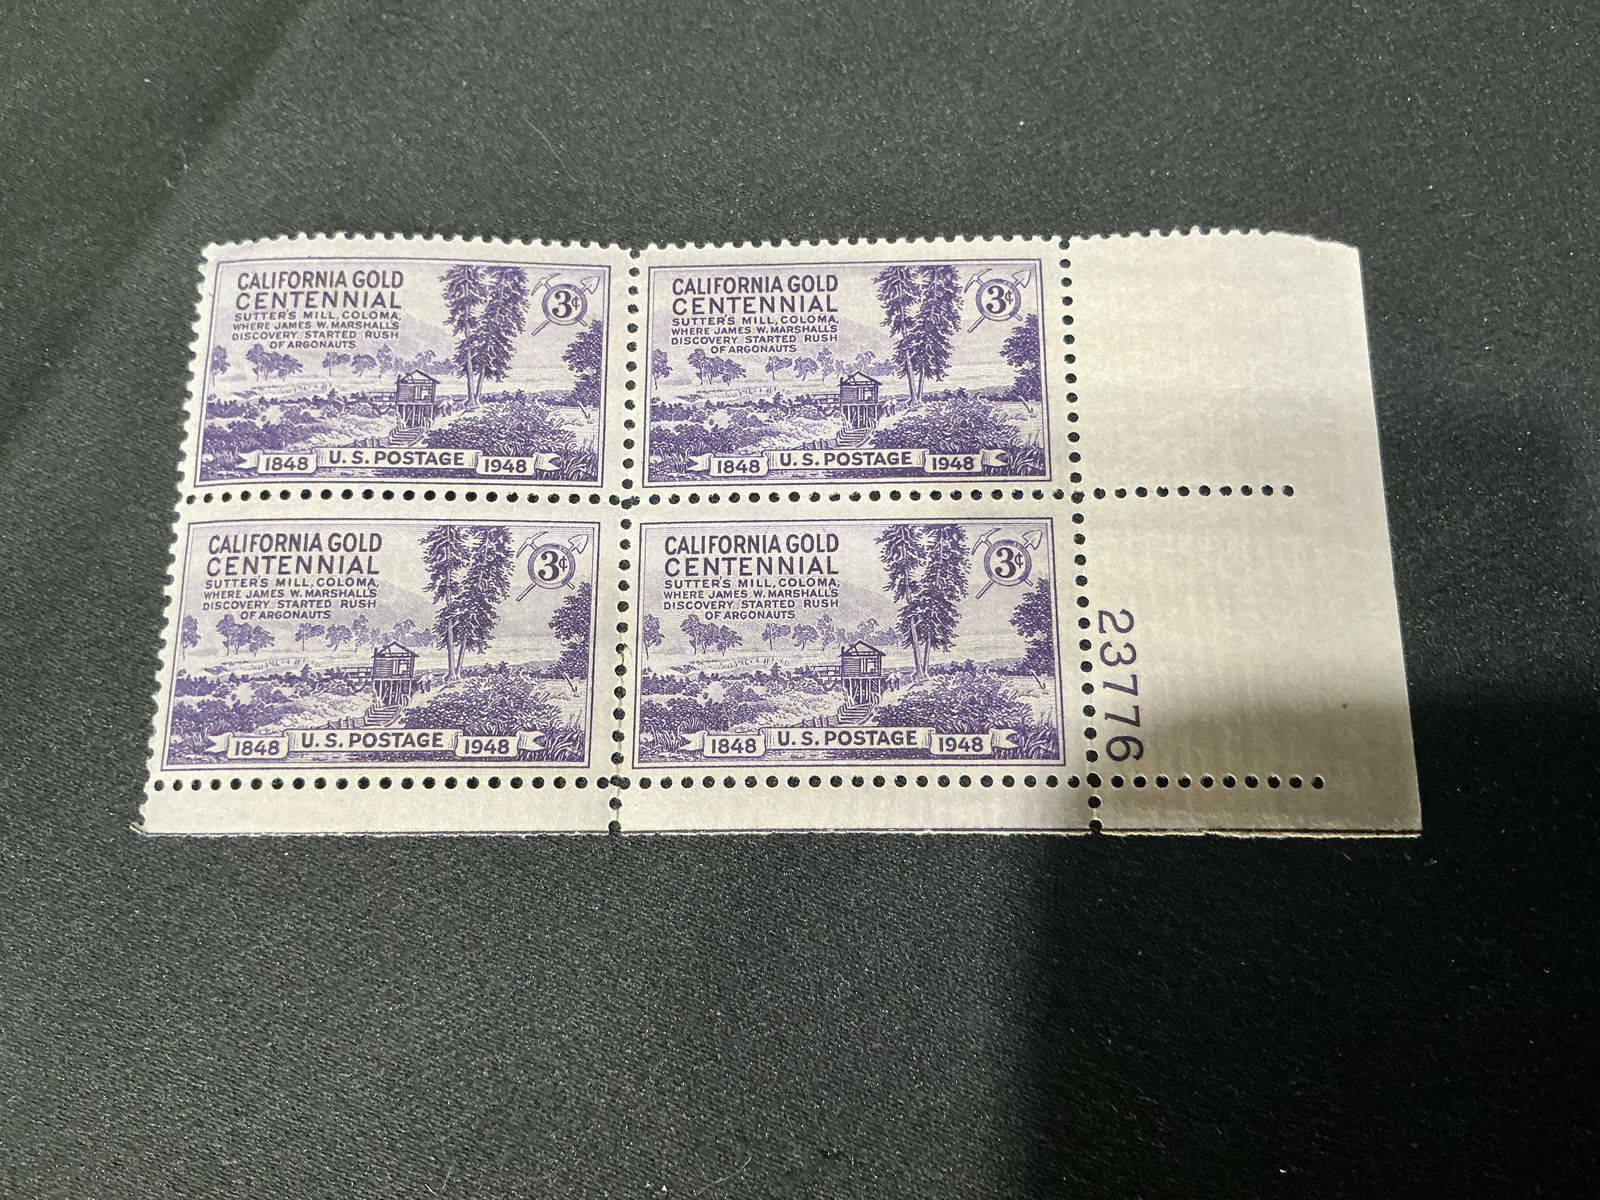 CALIFORNIA GOLD
CENTENNIAL
SUTTER'S MILL, COLOMA,
WHERE JAMES W. MARSHALL'S
DISCOVERY STARTED RUSH
OF ARGONAUTS
3¢
1848 U.S. POSTAGE 1948
CALIFORNIA GOLD
CENTENNIAL
SUTTER'S MILL, COLOMA,
WHERE JAMES W. MARSHALL'S
DISCOVERY STARTED RUSH
OF ARGONAUTS
3¢
1848 U.S. POSTAGE 1948
CALIFORNIA GOLD
CENTENNIAL
SUTTER'S MILL, COLOMA,
WHERE JAMES W. MARSHALL'S
DISCOVERY STARTED RUSH
OF ARGONAUTS
3¢
1848 U.S. POSTAGE 1948
CALIFORNIA GOLD
CENTENNIAL
SUTTER'S MILL, COLOMA,
WHERE JAMES W. MARSHALL'S
DISCOVERY STARTED RUSH
OF ARGONAUTS
3¢
1848 U.S. POSTAGE 1948
23776